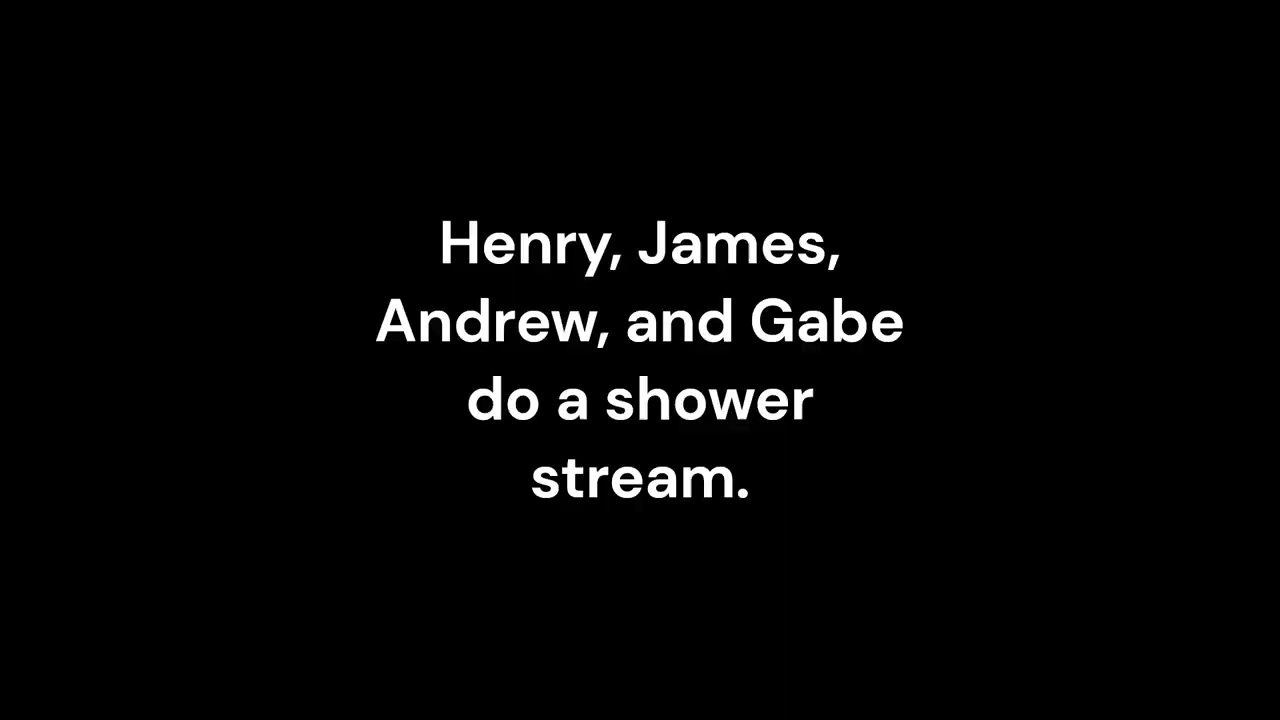 Henry, James,
Andrew, and Gabe
do a shower
stream.